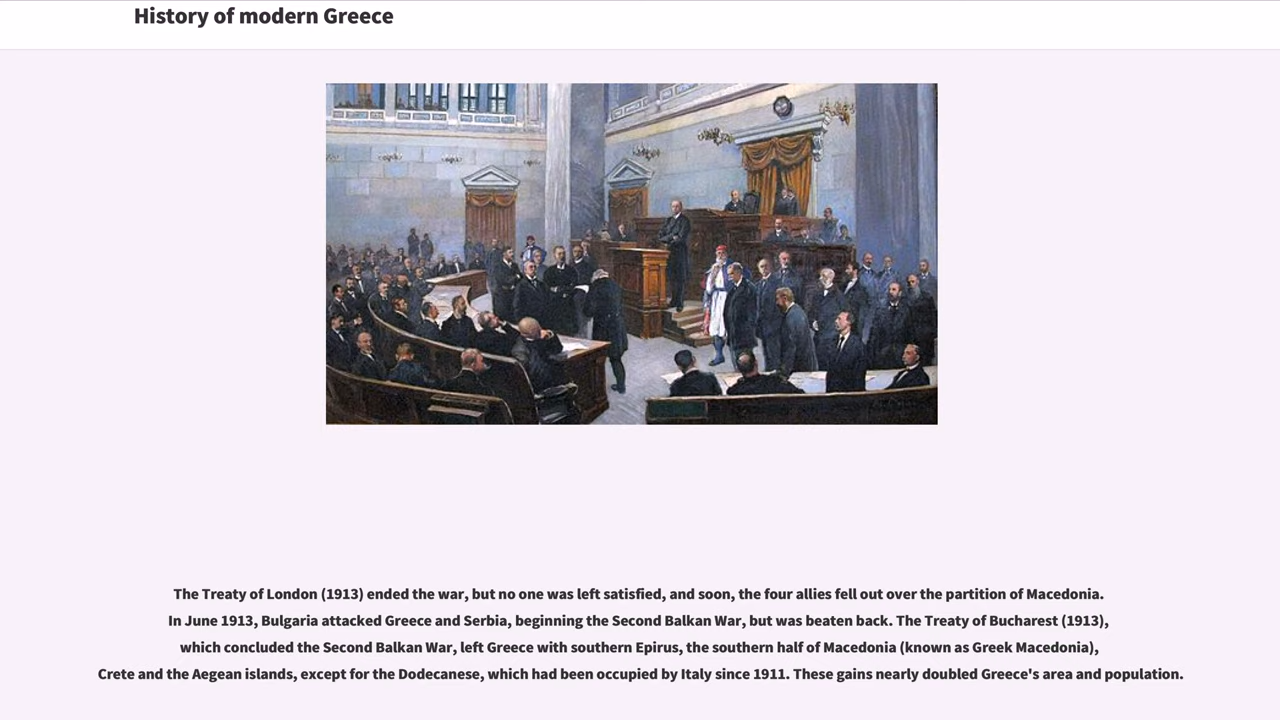 History of modern Greece
The Treaty of London (1913) ended the war, but no one was left satisfied, and soon, the four allies fell out over the partition of Macedonia.
In June 1913, Bulgaria attacked Greece and Serbia, beginning the Second Balkan War, but was beaten back. The Treaty of Bucharest (1913),
which concluded the Second Balkan War, left Greece with southern Epirus, the southern half of Macedonia (known as Greek Macedonia),
Crete and the Aegean islands, except for the Dodecanese, which had been occupied by Italy since 1911. These gains nearly doubled Greece's area and population.